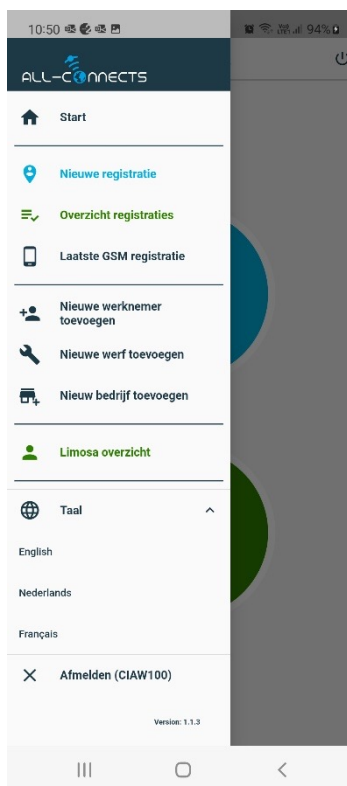 10:50
94%
ALL-CONNECTS
Start
Nieuwe registratie
Overzicht registraties
Laatste GSM registratie
Nieuwe werknemer
toevoegen
Nieuwe werf toevoegen
Nieuw bedrijf toevoegen
Limosa overzicht
Taal
English
Nederlands
Français
Afmelden (CIAW100)
Version: 1.1.3